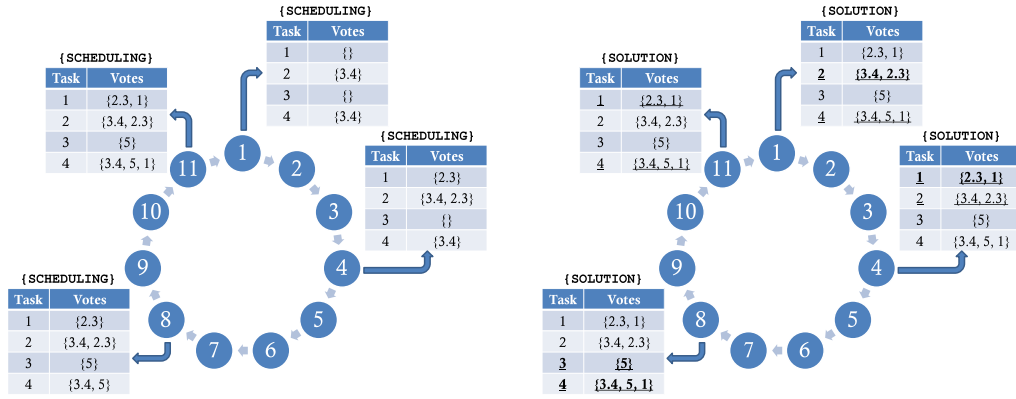 {SCHEDULING}
Task Votes
1 {}
2 {3.4}
3 {}
4 {3.4}
{SCHEDULING}
Task Votes
1 {2.3, 1}
2 {3.4, 2.3}
3 {5}
4 {3.4, 5, 1}
{SCHEDULING}
Task Votes
1 {2.3}
2 {3.4, 2.3}
3 {}
4 {3.4}
{SCHEDULING}
Task Votes
1 {2.3}
2 {3.4, 2.3}
3 {5}
4 {3.4, 5}
1
2
3
4
5
6
7
8
9
10
11
{SOLUTION}
Task Votes
1 {2.3, 1}
2 {3.4, 2.3}
3 {5}
4 {3.4, 5, 1}
{SOLUTION}
Task Votes
1 {2.3, 1}
2 {3.4, 2.3}
3 {5}
4 {3.4, 5, 1}
{SOLUTION}
Task Votes
1 {2.3, 1}
2 {3.4, 2.3}
3 {5}
4 {3.4, 5, 1}
{SOLUTION}
Task Votes
1 {2.3, 1}
2 {3.4, 2.3}
3 {5}
4 {3.4, 5, 1}
1
2
3
4
5
6
7
8
9
10
11